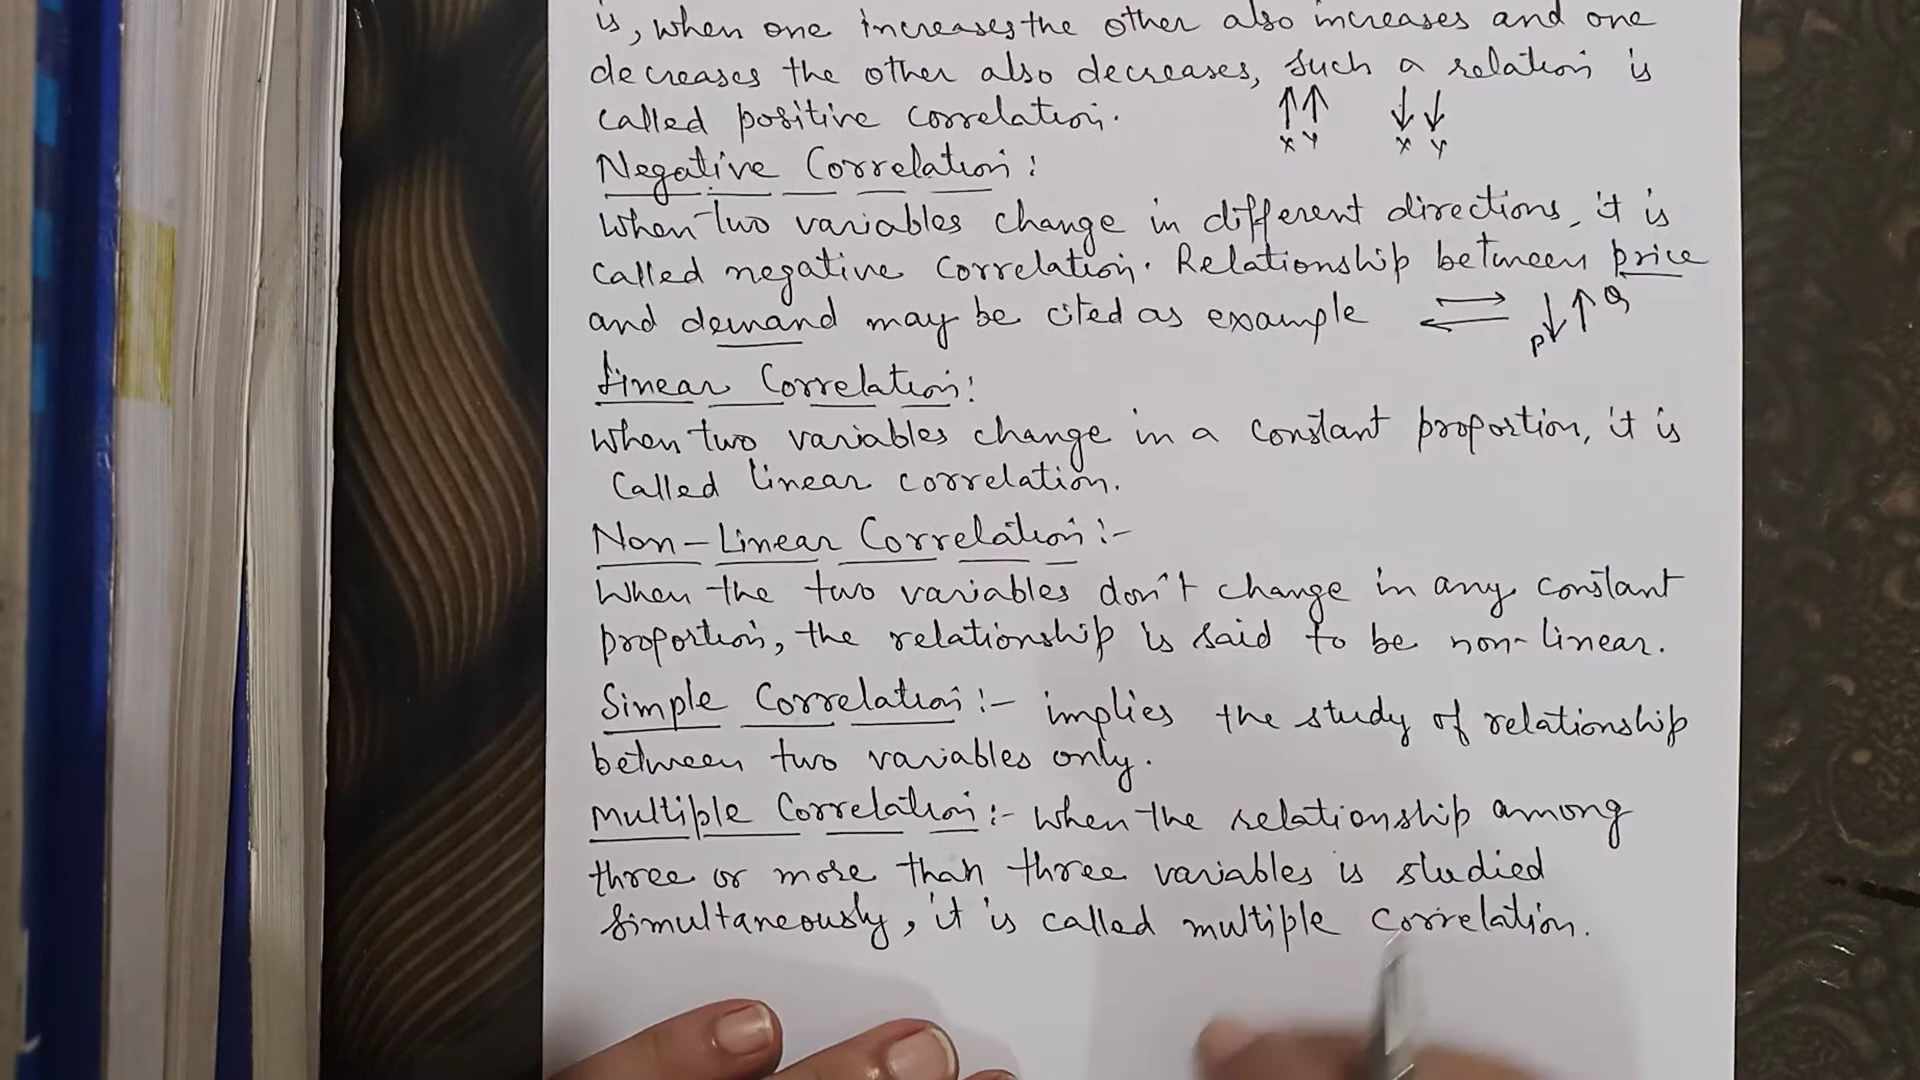 is, when one increases the other also increases and one
decreases the other also decreases, such a relation is
called positive correlation. ↑↑ ↓↓
X Y X Y
Negative Correlation:
When two variables change in different directions, it is
called negative correlation. Relationship between price
and demand may be cited as example ⇄ P↓ ↑Q
Linear Correlation:
When two variables change in a constant proportion, it is
called linear correlation.
Non-Linear Correlation:-
When the two variables don't change in any constant
proportion, the relationship is said to be non-linear.
Simple Correlation:- implies the study of relationship
between two variables only.
Multiple Correlation:- When the relationship among
three or more than three variables is studied
simultaneously, it is called multiple correlation.